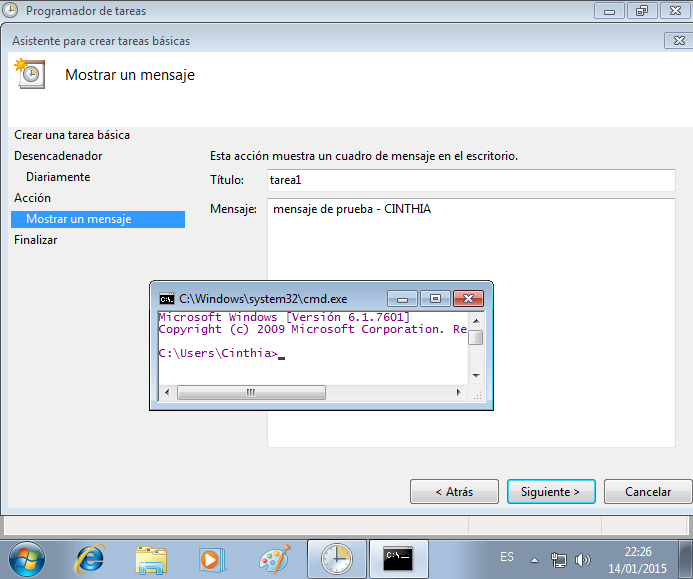 Programador de tareas
Asistente para crear tareas básicas
Mostrar un mensaje
Crear una tarea básica
Desencadenador
Diariamente
Acción
Mostrar un mensaje
Finalizar
Esta acción muestra un cuadro de mensaje en el escritorio.
Título: tarea1
Mensaje: mensaje de prueba - CINTHIA
C:\Windows\system32\cmd.exe
Microsoft Windows [Versión 6.1.7601]
Copyright (c) 2009 Microsoft Corporation. Re
C:\Users\Cinthia>_
< Atrás
Siguiente >
Cancelar
ES
22:26
14/01/2015